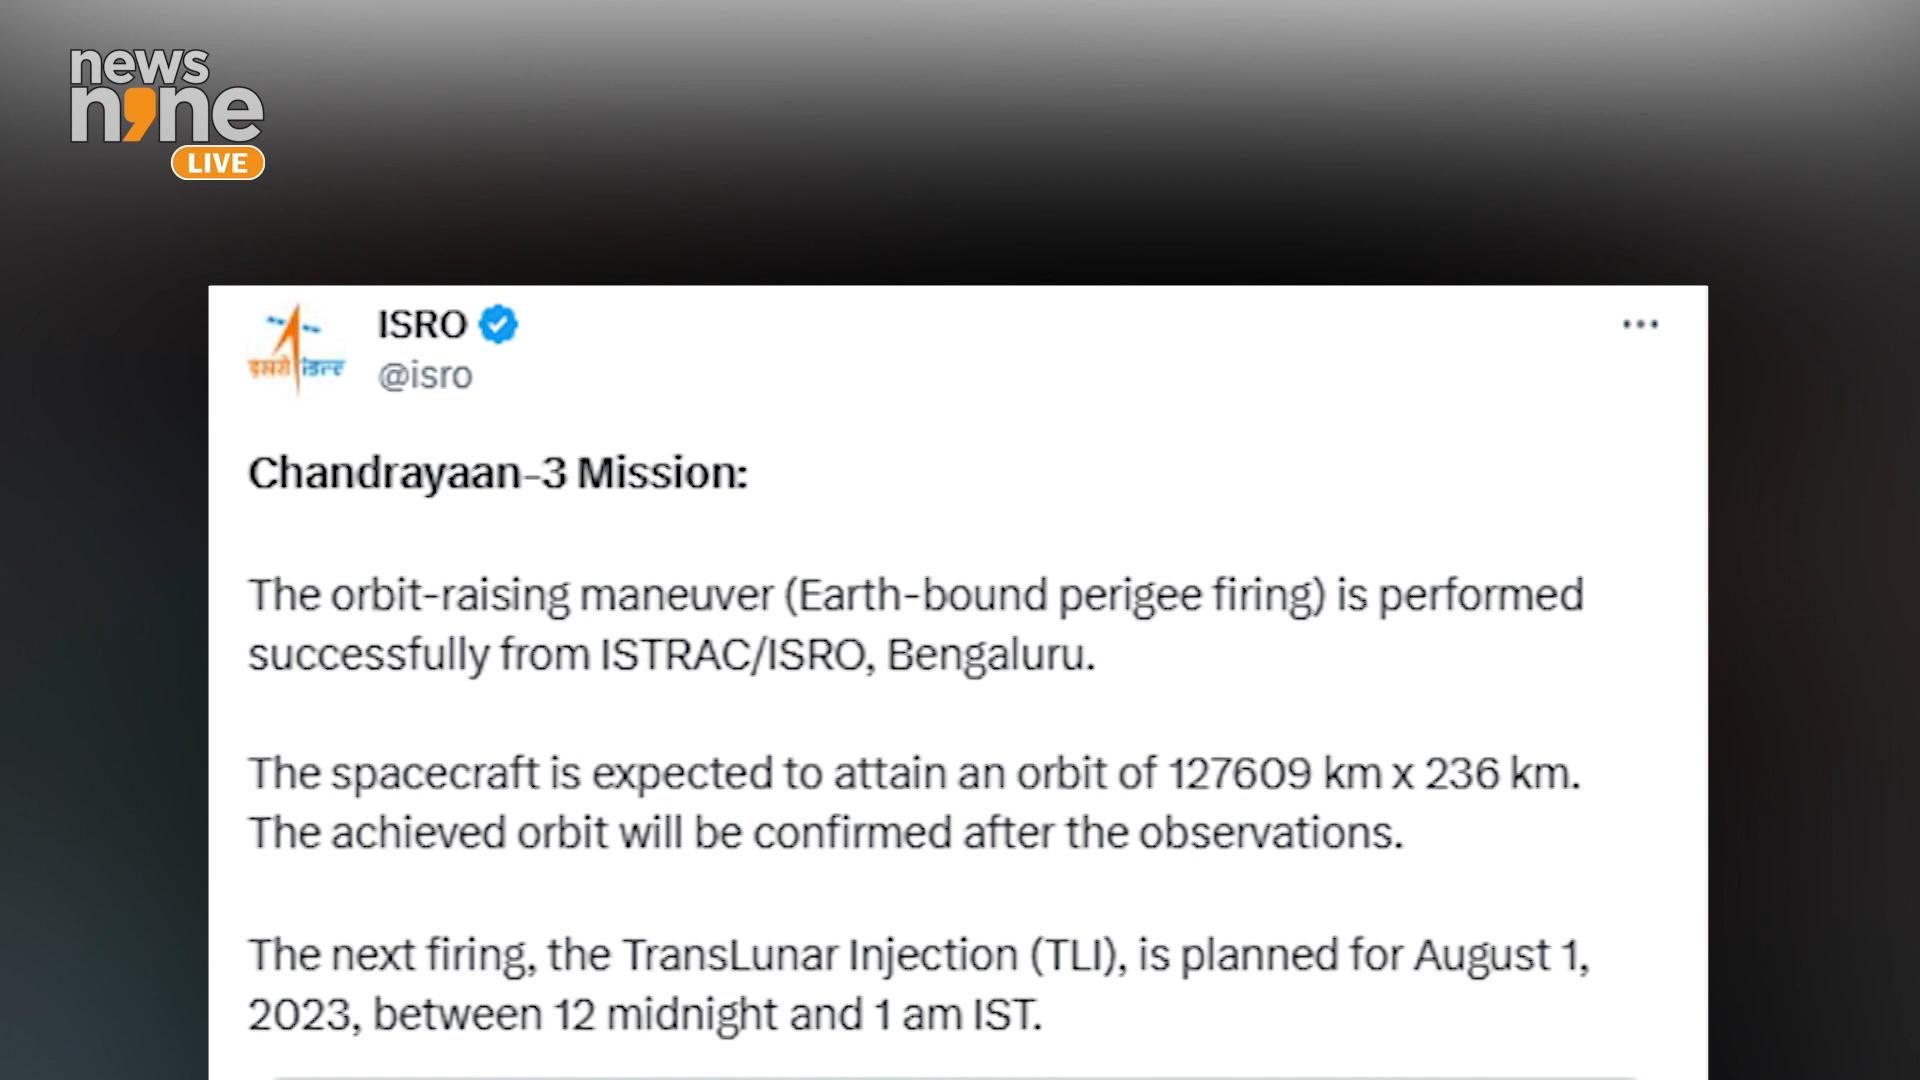 news
n9ne
LIVE
ISRO
@isro
इसरो isro
Chandrayaan-3 Mission:
The orbit-raising maneuver (Earth-bound perigee firing) is performed
successfully from ISTRAC/ISRO, Bengaluru.
The spacecraft is expected to attain an orbit of 127609 km x 236 km.
The achieved orbit will be confirmed after the observations.
The next firing, the TransLunar Injection (TLI), is planned for August 1,
2023, between 12 midnight and 1 am IST.